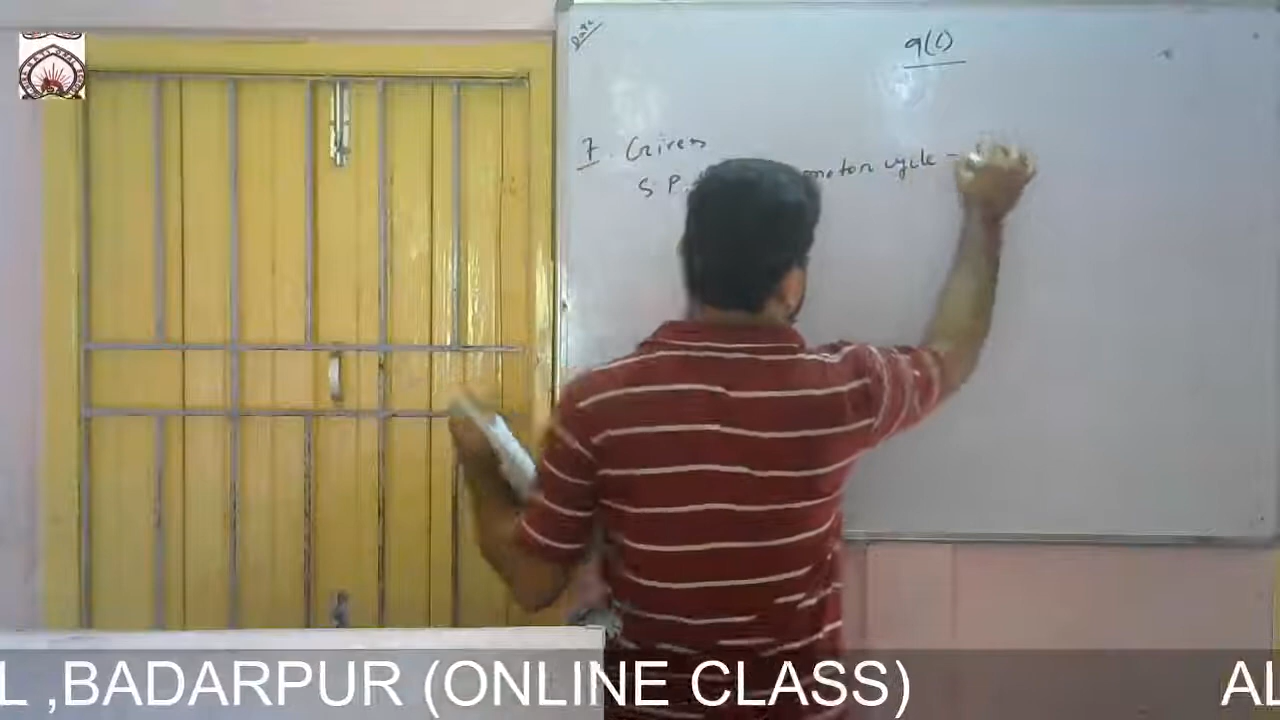 Date
9(C)
7. Given
S.P. motor cycle -
L ,BADARPUR (ONLINE CLASS) AL